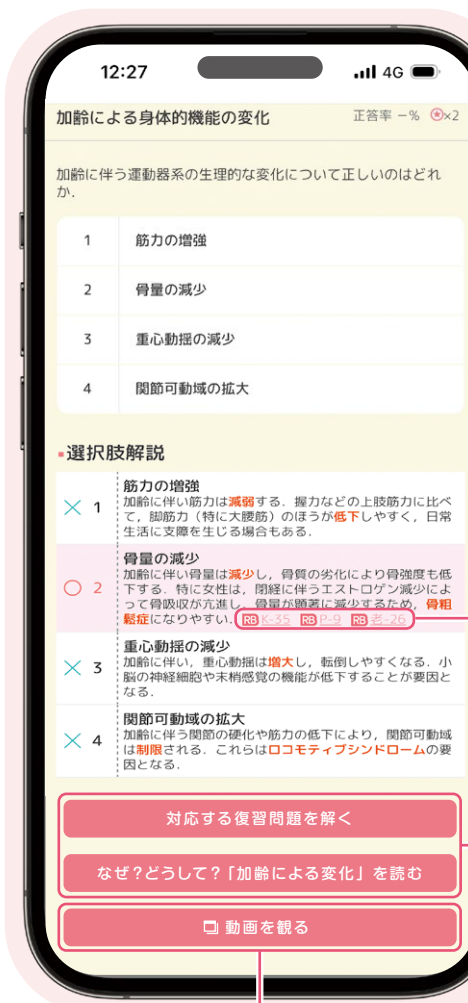 12:27
4G
加齢による身体的機能の変化
正答率 −% ×2
加齢に伴う運動器系の生理的な変化について正しいのはどれ
か.
1 筋力の増強
2 骨量の減少
3 重心動揺の減少
4 関節可動域の拡大
選択肢解説
筋力の増強
× 1 加齢に伴い筋力は減弱する．握力などの上肢筋力に比べ
て，脚筋力（特に大腿筋）のほうが低下しやすく，日常
生活に支障を生じる場合もある．
骨量の減少
○ 2 加齢に伴い骨量は減少し，骨質の劣化により骨強度も低
下する．特に女性は，閉経に伴うエストロゲン減少によ
って骨吸収が亢進し，骨量が顕著に減少するため，骨粗
鬆症になりやすい．RB K-35 RB P-9 RB 老-26
重心動揺の減少
× 3 加齢に伴い，重心動揺は増大し，転倒しやすくなる．小
脳の神経細胞や末梢感覚の機能が低下することが要因と
なる．
関節可動域の拡大
× 4 加齢に伴う関節の硬化や筋力の低下により，関節可動域
は制限される．これらはロコモティブシンドロームの要
因となる．
対応する復習問題を解く
なぜ？どうして？「加齢による変化」を読む
動画を観る